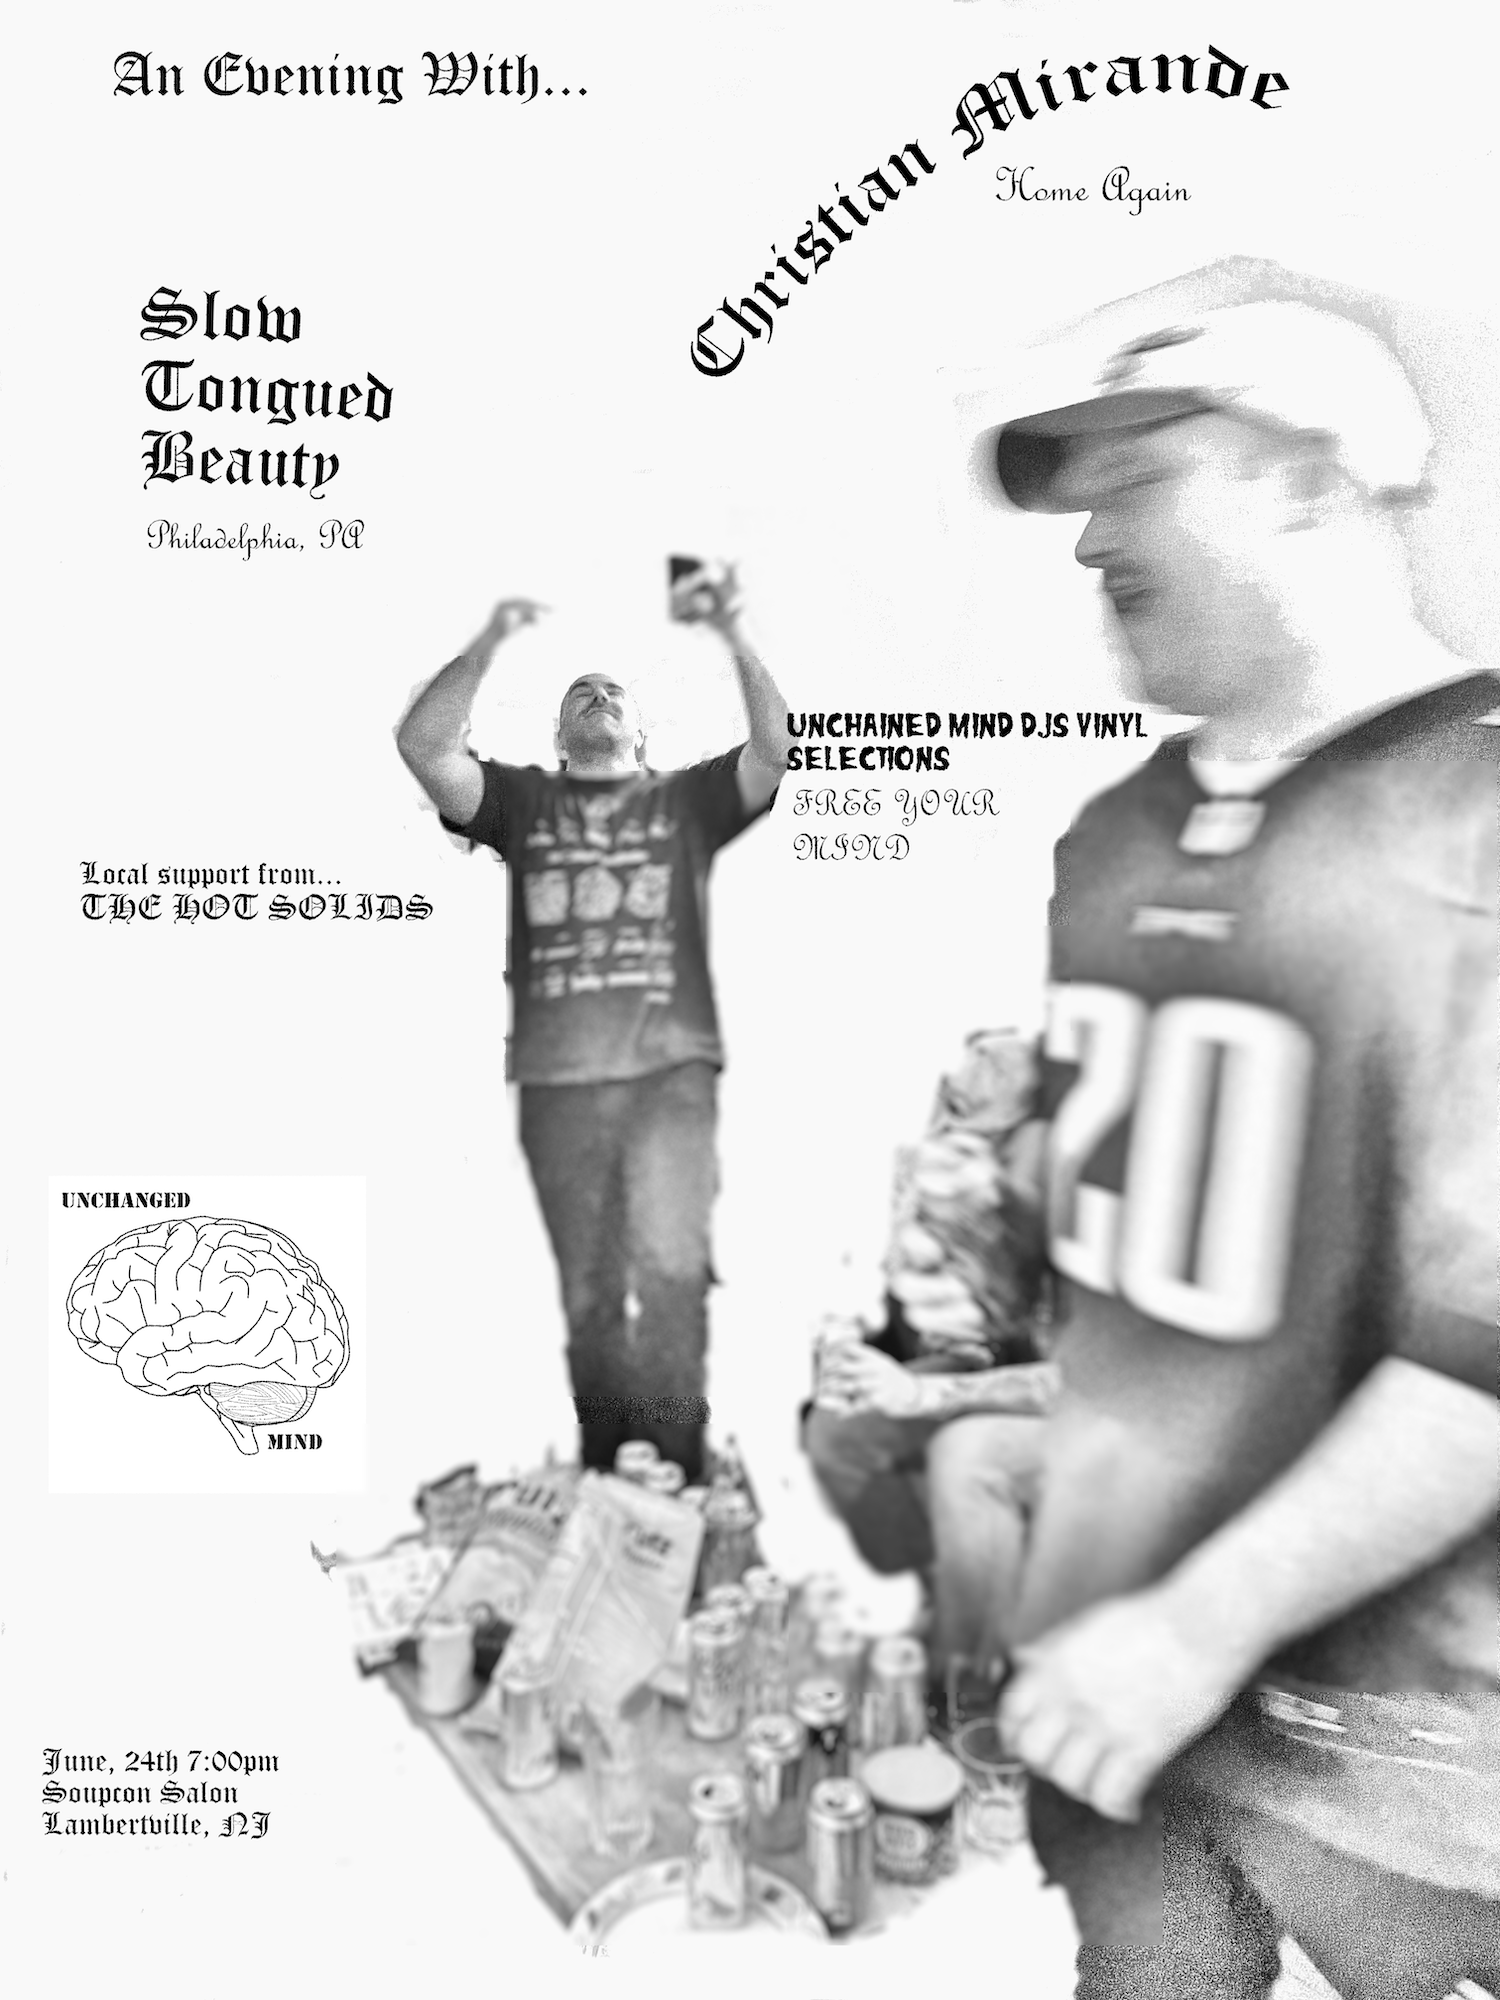 An Evening With...
Christian Mirande
Home Again
Slow
Tongued
Beauty
Philadelphia, PA
UNCHAINED MIND DJS VINYL
SELECTIONS
FREE YOUR
MIND
Local support from...
THE HOT SOLIDS
20
UNCHANGED
MIND
June, 24th 7:00pm
Soupcon Salon
Lambertville, NJ